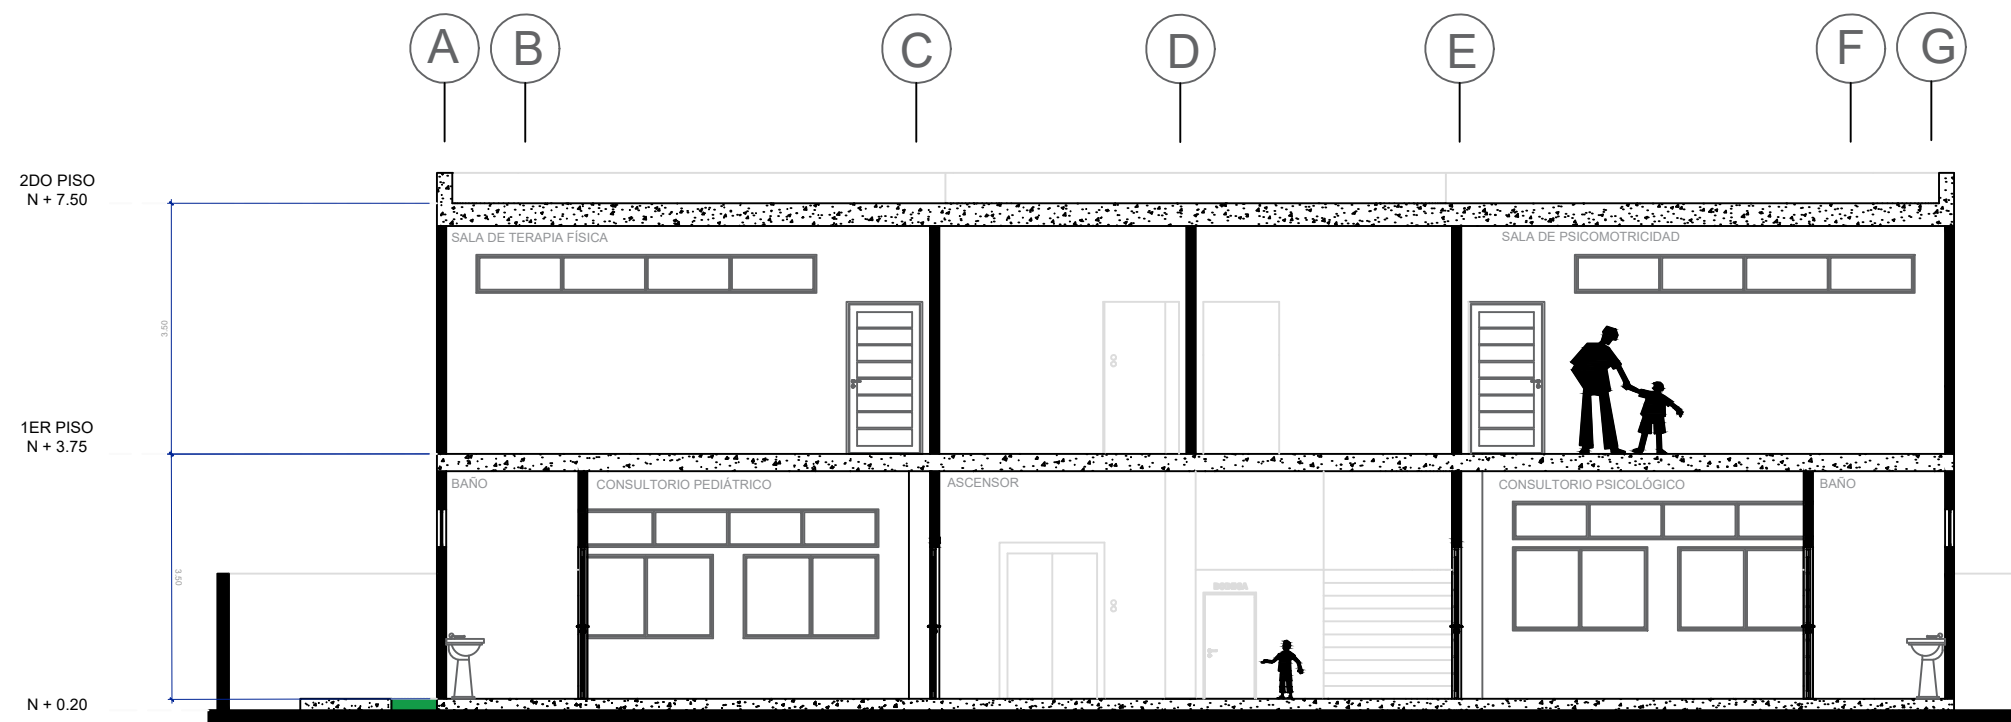 A B C D E F G
2DO PISO
N + 7.50
SALA DE TERAPIA FÍSICA
SALA DE PSICOMOTRICIDAD
3.50
1ER PISO
N + 3.75
BAÑO
CONSULTORIO PEDIÁTRICO
ASCENSOR
CONSULTORIO PSICOLÓGICO
BAÑO
3.50
BODEGA
N + 0.20